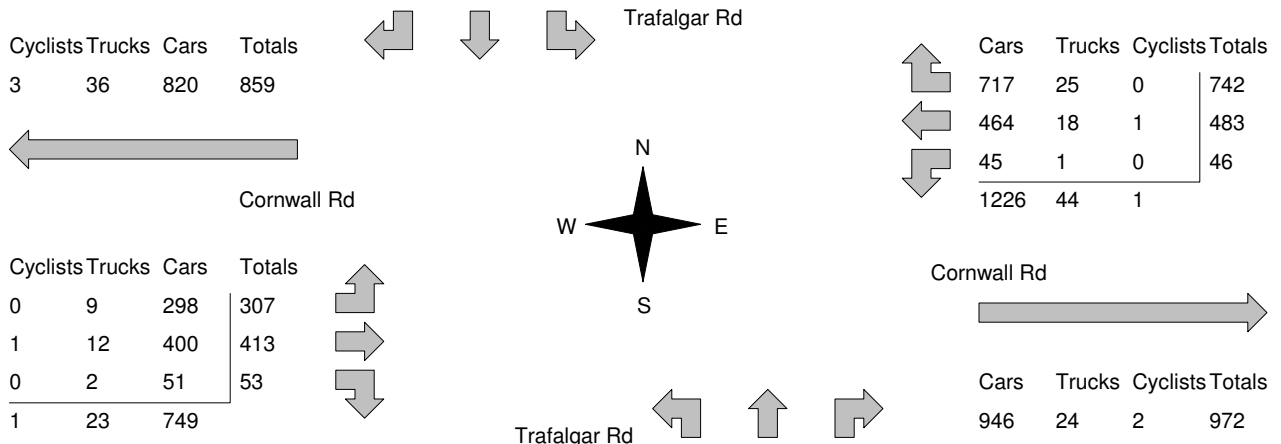 Trafalgar Rd
Cyclists Trucks Cars Totals
3 36 820 859
Cars Trucks Cyclists Totals
717 25 0 742
464 18 1 483
45 1 0 46
1226 44 1
Cornwall Rd
N
W E
S
Cyclists Trucks Cars Totals
0 9 298 307
1 12 400 413
0 2 51 53
1 23 749
Cornwall Rd
Cars Trucks Cyclists Totals
946 24 2 972
Trafalgar Rd